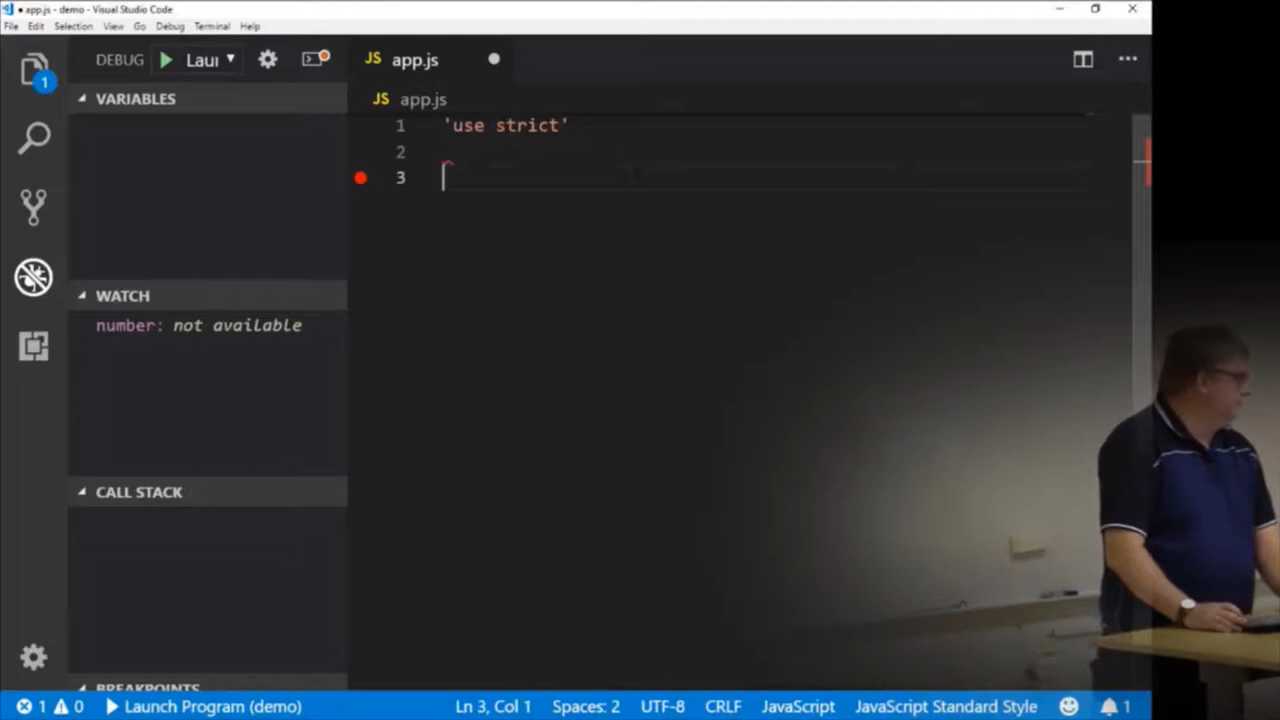 ● app.js - demo - Visual Studio Code
File Edit Selection View Go Debug Terminal Help
1
DEBUG Laui
JS app.js
VARIABLES
JS app.js
1 'use strict'
2
3
WATCH
number: not available
CALL STACK
BREAKPOINTS
1 0 Launch Program (demo) Ln 3, Col 1 Spaces: 2 UTF-8 CRLF JavaScript JavaScript Standard Style 1